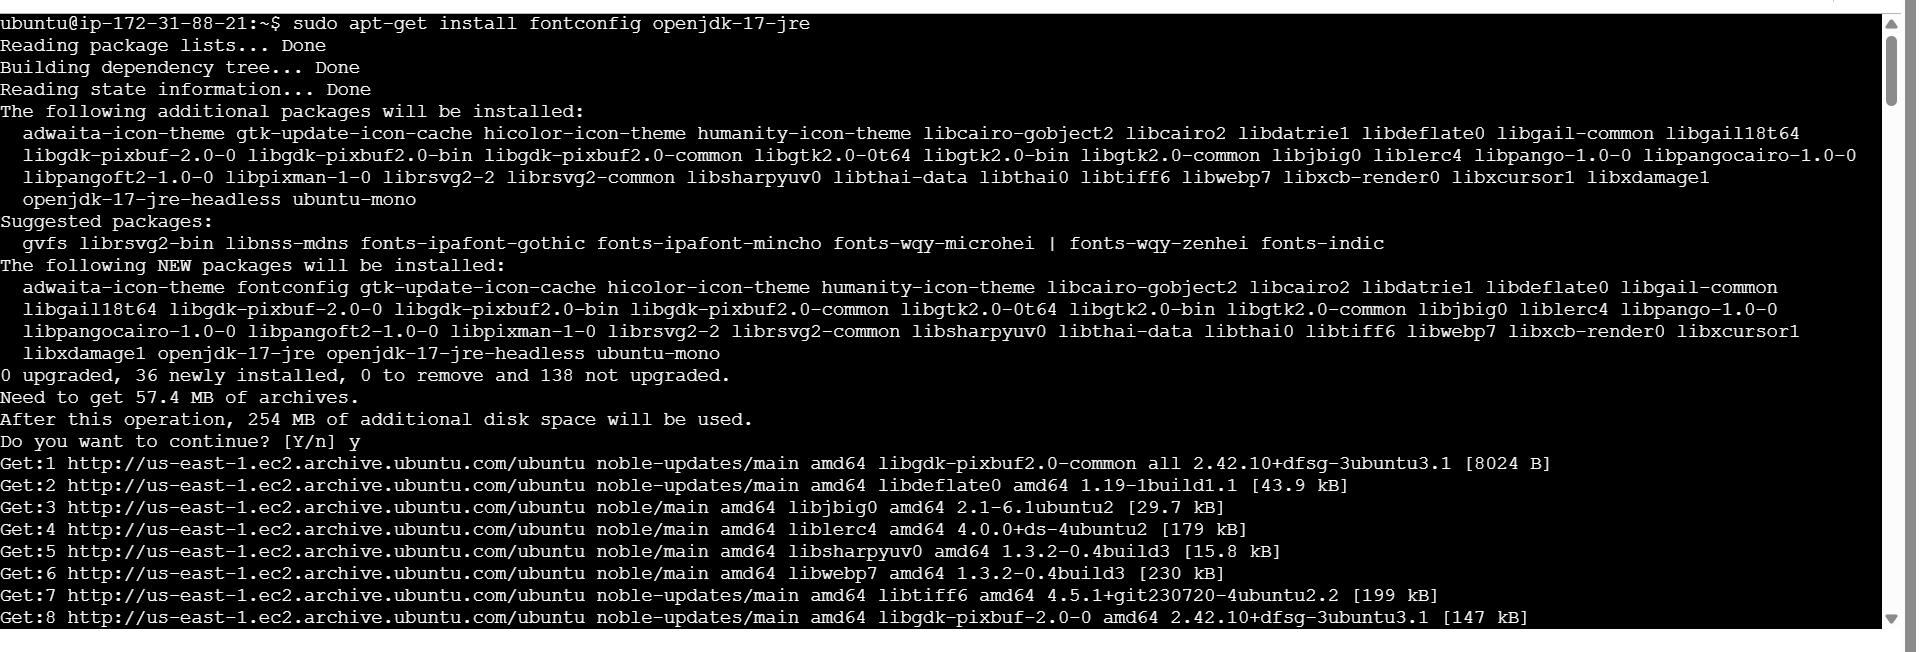 ubuntu@ip-172-31-88-21:~$ sudo apt-get install fontconfig openjdk-17-jre
Reading package lists... Done
Building dependency tree... Done
Reading state information... Done
The following additional packages will be installed:
  adwaita-icon-theme gtk-update-icon-cache hicolor-icon-theme humanity-icon-theme libcairo-gobject2 libcairo2 libdatrie1 libdeflate0 libgail-common libgail18t64
  libgdk-pixbuf-2.0-0 libgdk-pixbuf2.0-bin libgdk-pixbuf2.0-common libgtk2.0-0t64 libgtk2.0-bin libgtk2.0-common libjbig0 liblerc4 libpango-1.0-0 libpangocairo-1.0-0
  libpangoft2-1.0-0 libpixman-1-0 librsvg2-2 librsvg2-common libsharpyuv0 libthai-data libthai0 libtiff6 libwebp7 libxcb-render0 libxcursor1 libxdamage1
  openjdk-17-jre-headless ubuntu-mono
Suggested packages:
  gvfs librsvg2-bin libnss-mdns fonts-ipafont-gothic fonts-ipafont-mincho fonts-wqy-microhei | fonts-wqy-zenhei fonts-indic
The following NEW packages will be installed:
  adwaita-icon-theme fontconfig gtk-update-icon-cache hicolor-icon-theme humanity-icon-theme libcairo-gobject2 libcairo2 libdatrie1 libdeflate0 libgail-common
  libgail18t64 libgdk-pixbuf-2.0-0 libgdk-pixbuf2.0-bin libgdk-pixbuf2.0-common libgtk2.0-0t64 libgtk2.0-bin libgtk2.0-common libjbig0 liblerc4 libpango-1.0-0
  libpangocairo-1.0-0 libpangoft2-1.0-0 libpixman-1-0 librsvg2-2 librsvg2-common libsharpyuv0 libthai-data libthai0 libtiff6 libwebp7 libxcb-render0 libxcursor1
  libxdamage1 openjdk-17-jre openjdk-17-jre-headless ubuntu-mono
0 upgraded, 36 newly installed, 0 to remove and 138 not upgraded.
Need to get 57.4 MB of archives.
After this operation, 254 MB of additional disk space will be used.
Do you want to continue? [Y/n] y
Get:1 http://us-east-1.ec2.archive.ubuntu.com/ubuntu noble-updates/main amd64 libgdk-pixbuf2.0-common all 2.42.10+dfsg-3ubuntu3.1 [8024 B]
Get:2 http://us-east-1.ec2.archive.ubuntu.com/ubuntu noble-updates/main amd64 libdeflate0 amd64 1.19-1build1.1 [43.9 kB]
Get:3 http://us-east-1.ec2.archive.ubuntu.com/ubuntu noble/main amd64 libjbig0 amd64 2.1-6.1ubuntu2 [29.7 kB]
Get:4 http://us-east-1.ec2.archive.ubuntu.com/ubuntu noble/main amd64 liblerc4 amd64 4.0.0+ds-4ubuntu2 [179 kB]
Get:5 http://us-east-1.ec2.archive.ubuntu.com/ubuntu noble/main amd64 libsharpyuv0 amd64 1.3.2-0.4build3 [15.8 kB]
Get:6 http://us-east-1.ec2.archive.ubuntu.com/ubuntu noble/main amd64 libwebp7 amd64 1.3.2-0.4build3 [230 kB]
Get:7 http://us-east-1.ec2.archive.ubuntu.com/ubuntu noble-updates/main amd64 libtiff6 amd64 4.5.1+git230720-4ubuntu2.2 [199 kB]
Get:8 http://us-east-1.ec2.archive.ubuntu.com/ubuntu noble-updates/main amd64 libgdk-pixbuf-2.0-0 amd64 2.42.10+dfsg-3ubuntu3.1 [147 kB]